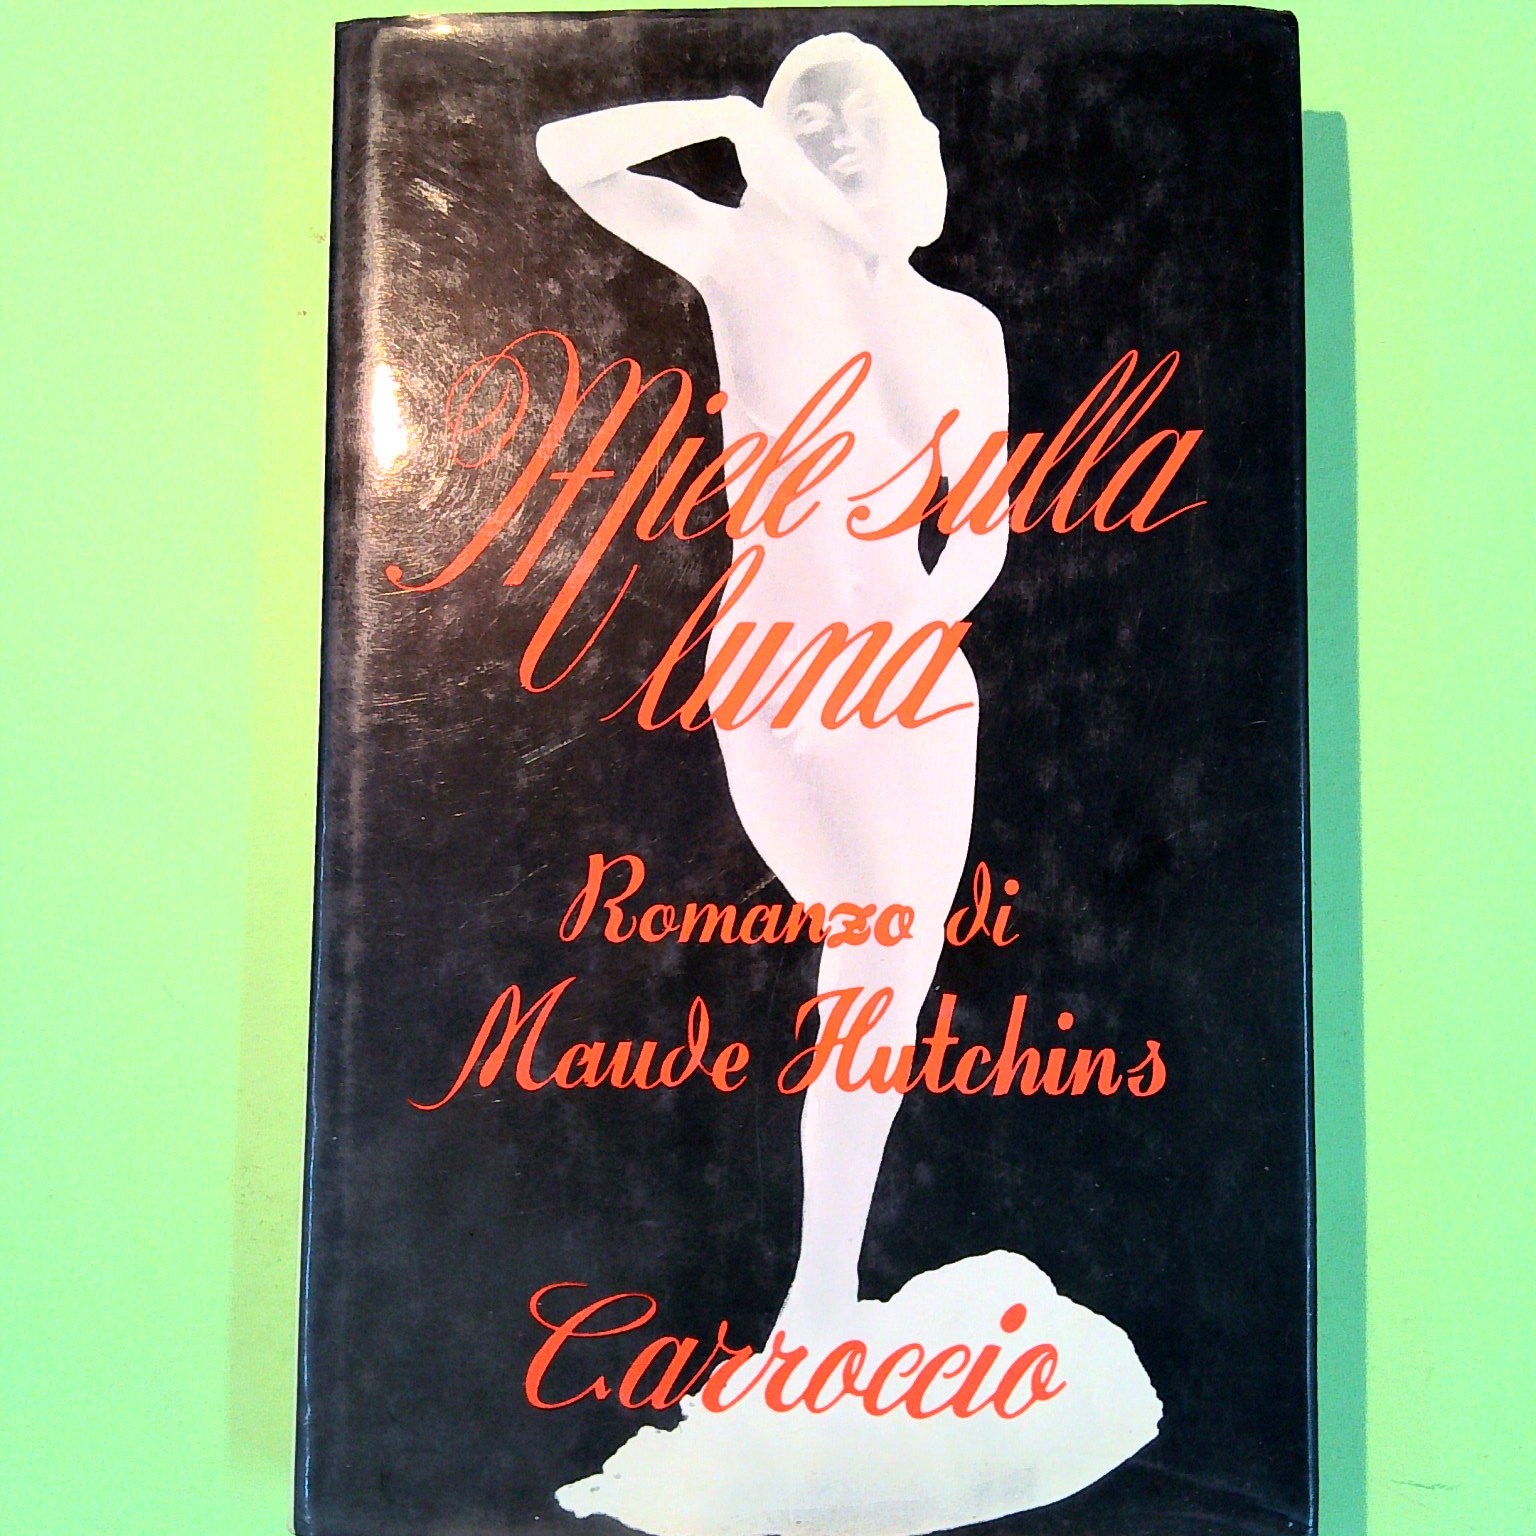 Miele sulla
luna
Romanzo di
Maude Hutchins
Carroccio